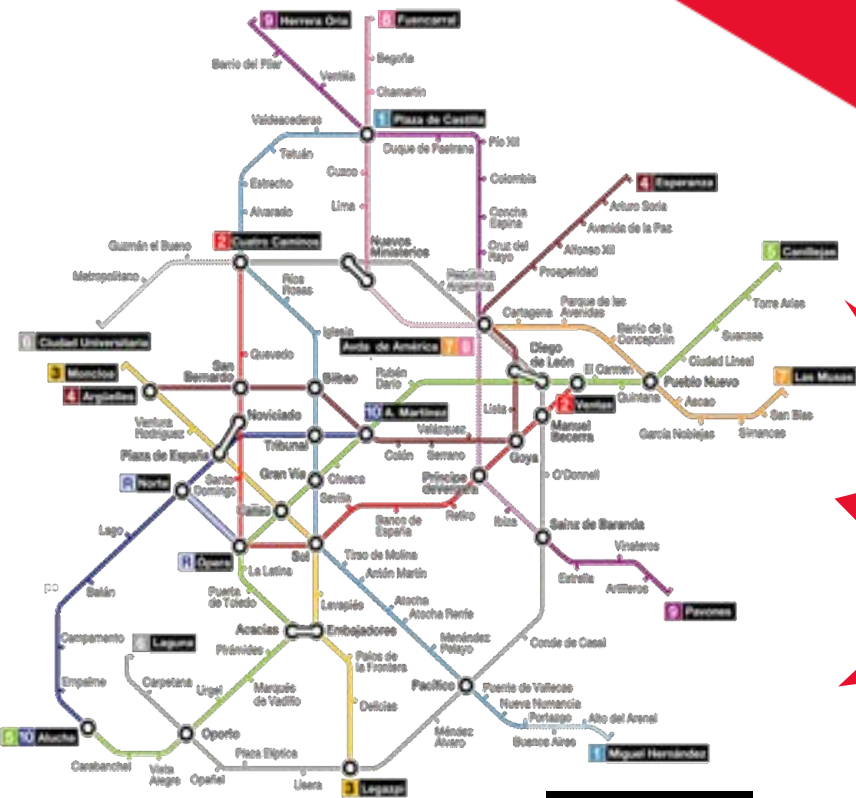 9 Herrera Oria
8 Fuencarral
Barrio del Pilar
Ventilla
Begoña
Chamartín
1 Plaza de Castilla
Valdeacederas
Tetuán
Duque de Pastrana
Pío XII
Estrecho
Cuzco
Colombia
4 Esperanza
Alvarado
Lima
Concha
Espina
Arturo Soria
Avenida de la Paz
Guzmán el Bueno
2 Cuatro Caminos
Nuevos
Ministerios
Cruz del
Rayo
Alfonso XII
5 Canillejas
Metropolitano
Ríos
Rosas
República
Argentina
Prosperidad
Torre Arias
6 Ciudad Universitaria
Iglesia
Cartagena
Parque de las
Avenidas
Barrio de la
Concepción
Suanses
Avda. de América 7 8
Diego
de León
Ciudad Lineal
3 Moncloa
Quevedo
San
Bernardo
Bilbao
Rubén
Darío
El Carmen
Pueblo Nuevo
7 Las Musas
4 Argüelles
Quintana
Ascao
San Blas
Noviciado
10 A. Martínez
Lista
2 Ventas
Manuel
Becerra
García Noblejas
Simancas
Ventura
Rodríguez
Tribunal
Velázquez
Plaza de España
Colón
Serrano
Goya
R Norte
Santo
Domingo
Gran Vía
Chueca
Príncipe
de Vergara
O'Donnell
Callao
Sevilla
Banco de
España
Retiro
Ibiza
Sainz de Baranda
Lago
R Opera
Sol
Tirso de Molina
Vinateros
La Latina
Antón Martín
Estrella
Artilleros
po
Batán
Puerta
de Toledo
Lavapiés
Atocha
Atocha Renfe
9 Pavones
Acacias
Embajadores
Menéndez
Pelayo
Conde de Casal
Campamento
6 Laguna
Pirámides
Palos de
la Frontera
Empalme
Carpetana
Urgel
Marqués
de Vadillo
Delicias
Pacífico
Puente de Vallecas
Nueva Numancia
Portazgo
Alto del Arenal
Buenos Aires
5 10 Aluche
Oporto
Méndez
Álvaro
1 Miguel Hernández
Carabanchel
Vista
Alegre
Opañel
Plaza Elíptica
Usera
3 Legazpi